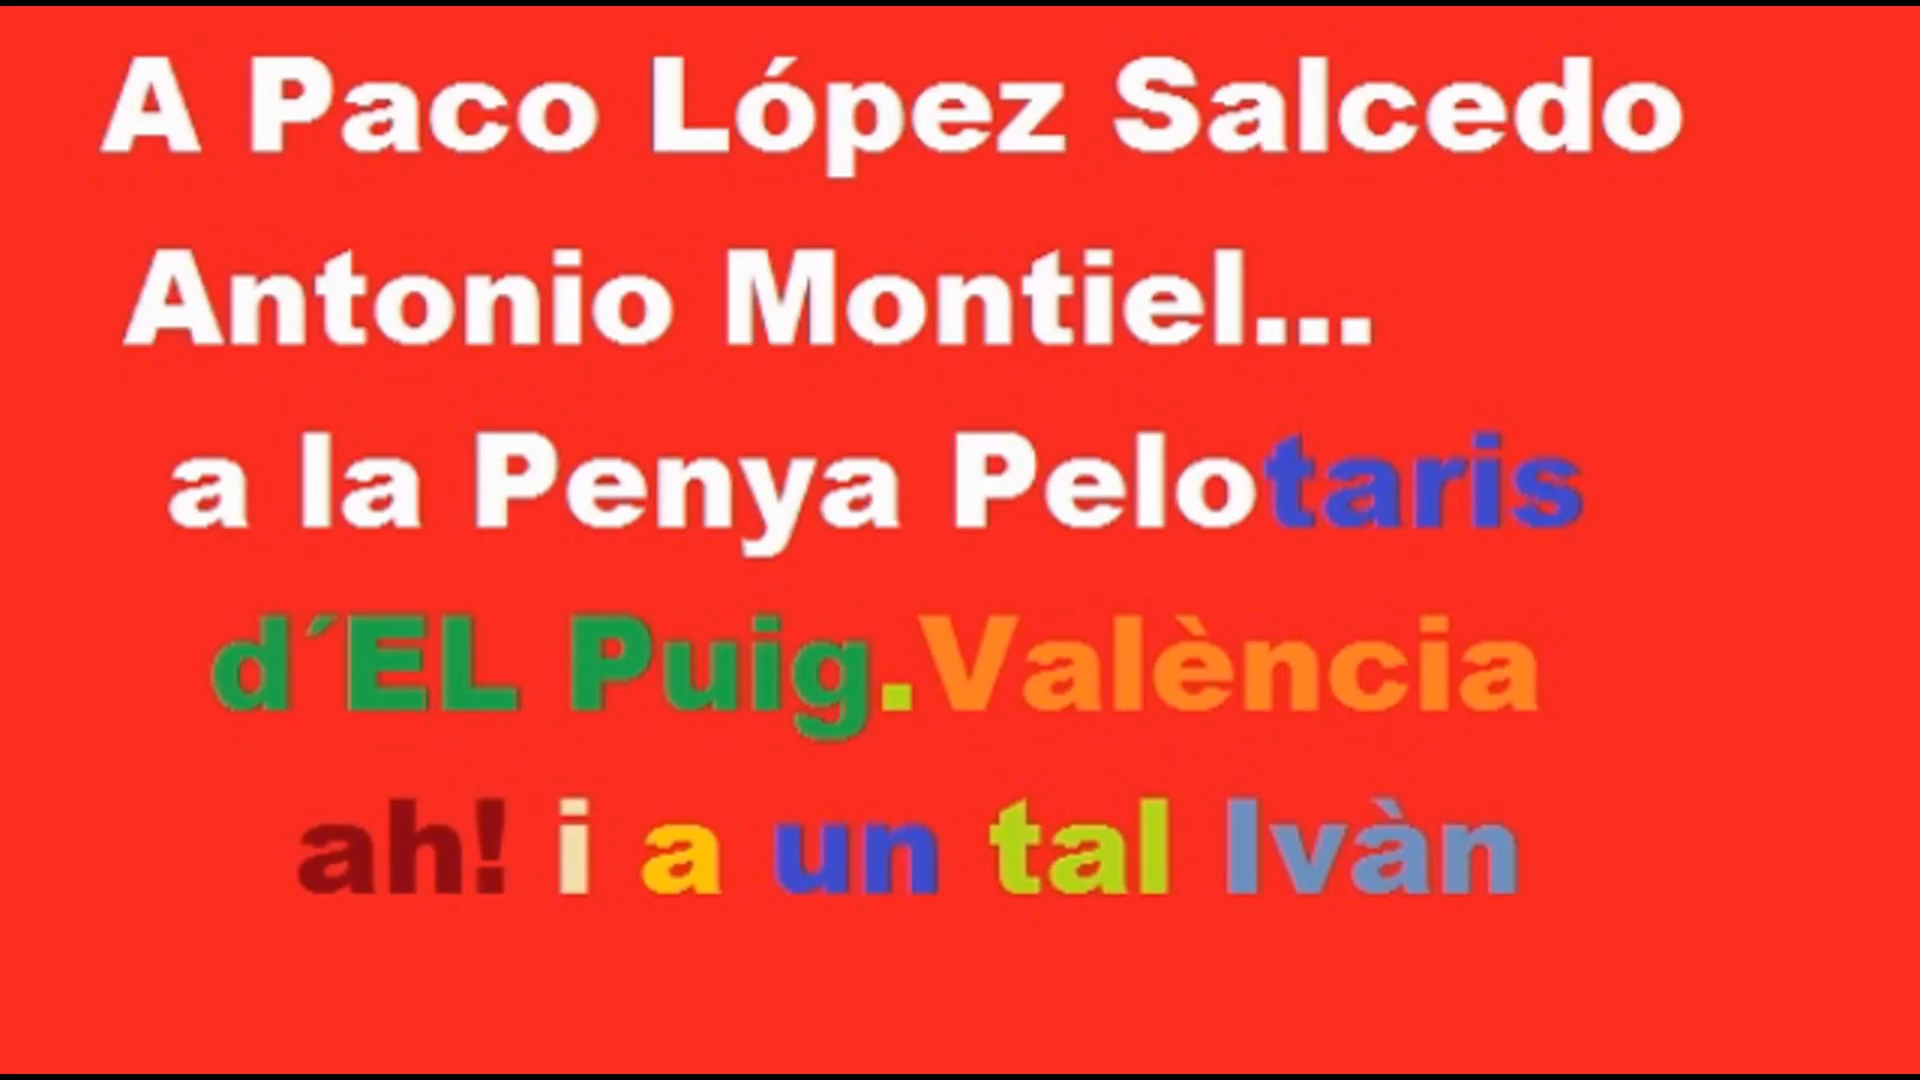 A Paco López Salcedo
Antonio Montiel...
a la Penya Pelotaris
d´EL Puig.València
ah! i a un tal Ivàn